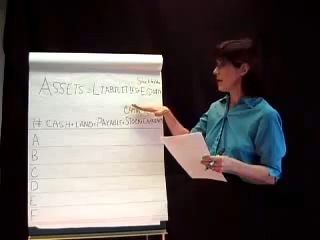 ASSETS = LIABILITIES + EQUITY
# CASH + LAND = PAYABLE + STOCK
A
B
C
D
E
F